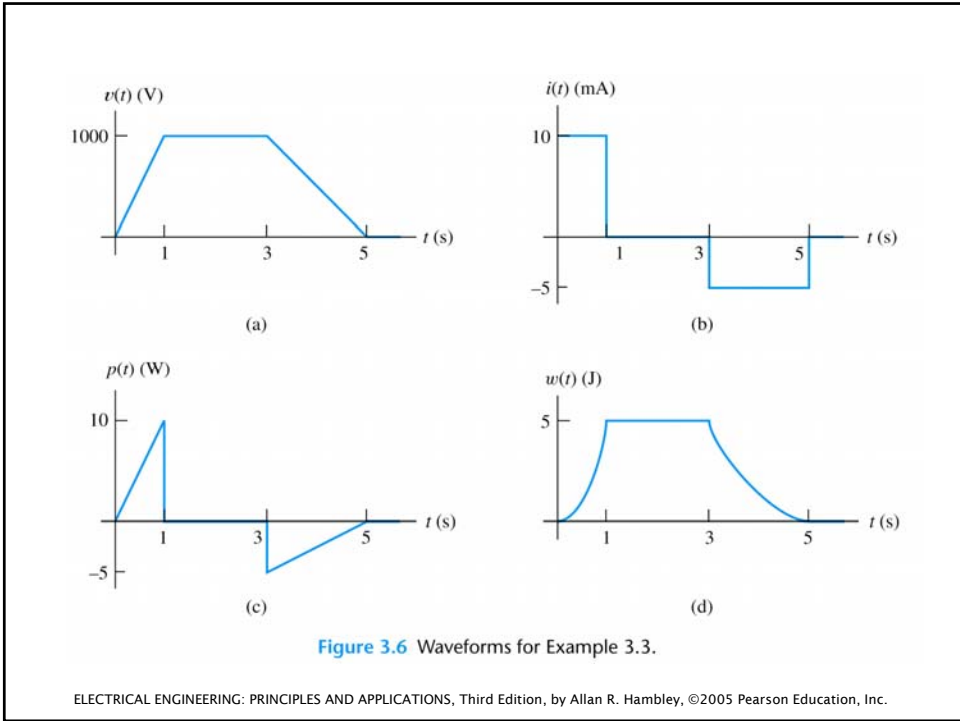 v(t) (V)
1000
1 3 5 t (s)
(a)
i(t) (mA)
10
1 3 5 t (s)
–5
(b)
p(t) (W)
10
1 3 5 t (s)
–5
(c)
w(t) (J)
5
1 3 5 t (s)
(d)
Figure 3.6 Waveforms for Example 3.3.
ELECTRICAL ENGINEERING: PRINCIPLES AND APPLICATIONS, Third Edition, by Allan R. Hambley, ©2005 Pearson Education, Inc.